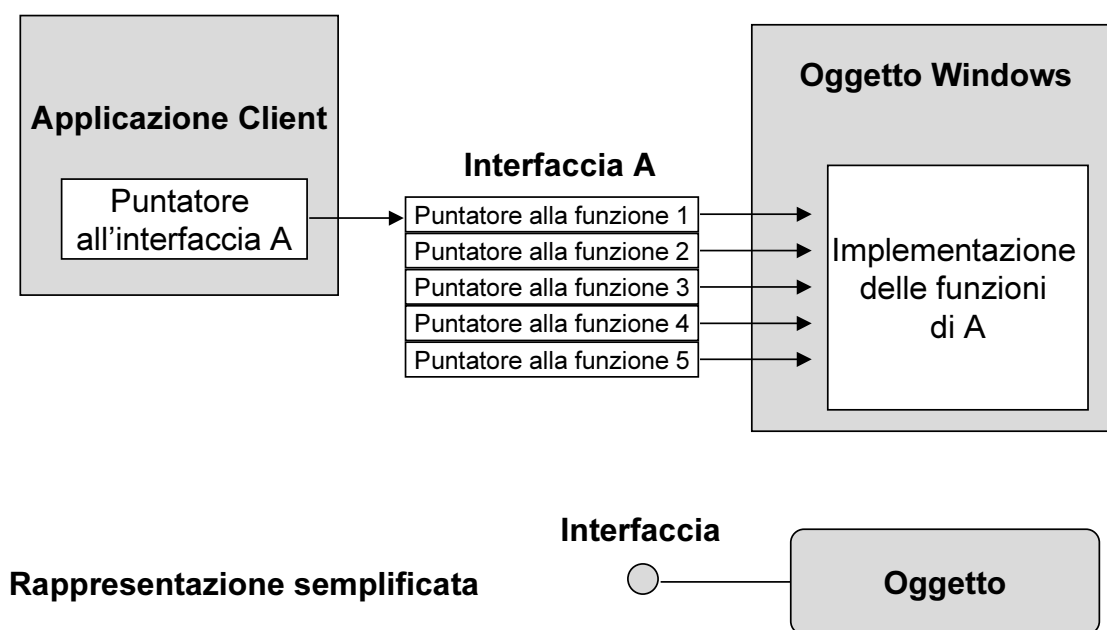 Applicazione Client
Puntatore
all’interfaccia A
Interfaccia A
Puntatore alla funzione 1
Puntatore alla funzione 2
Puntatore alla funzione 3
Puntatore alla funzione 4
Puntatore alla funzione 5
Oggetto Windows
Implementazione
delle funzioni
di A
Rappresentazione semplificata
Interfaccia
Oggetto